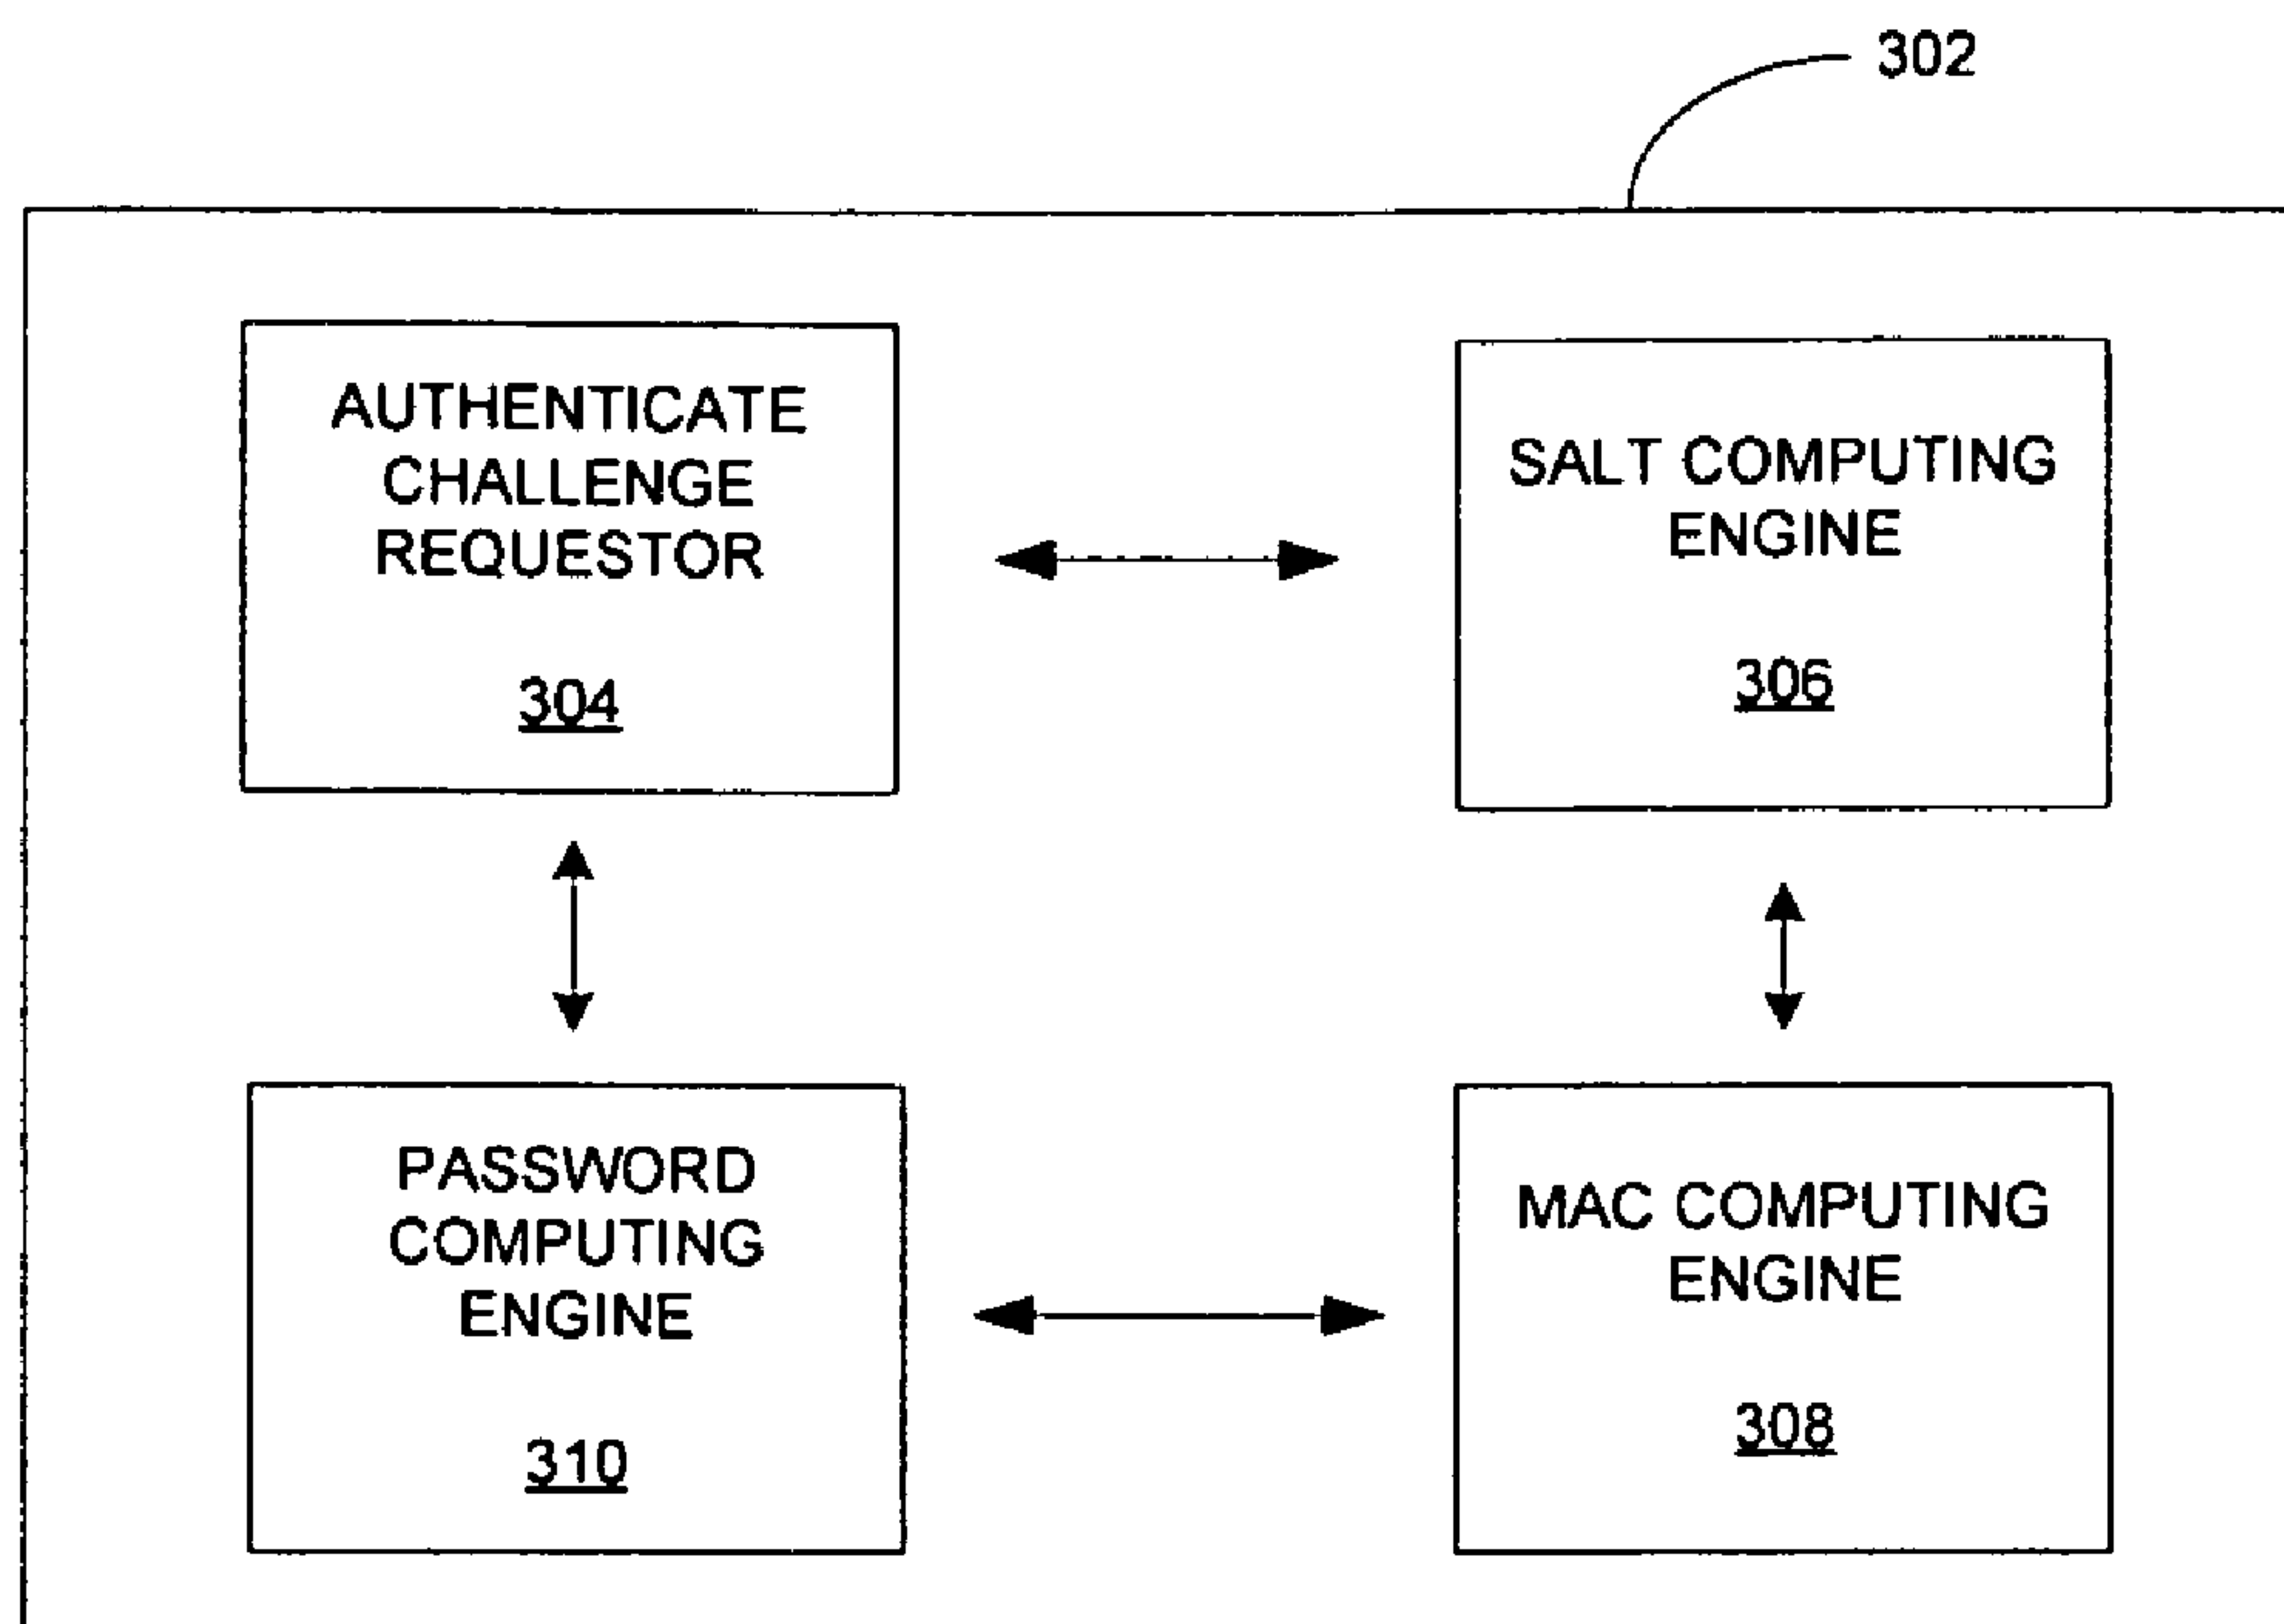 302
AUTHENTICATE
CHALLENGE
REQUESTOR
304
SALT COMPUTING
ENGINE
306
PASSWORD
COMPUTING
ENGINE
310
MAC COMPUTING
ENGINE
308